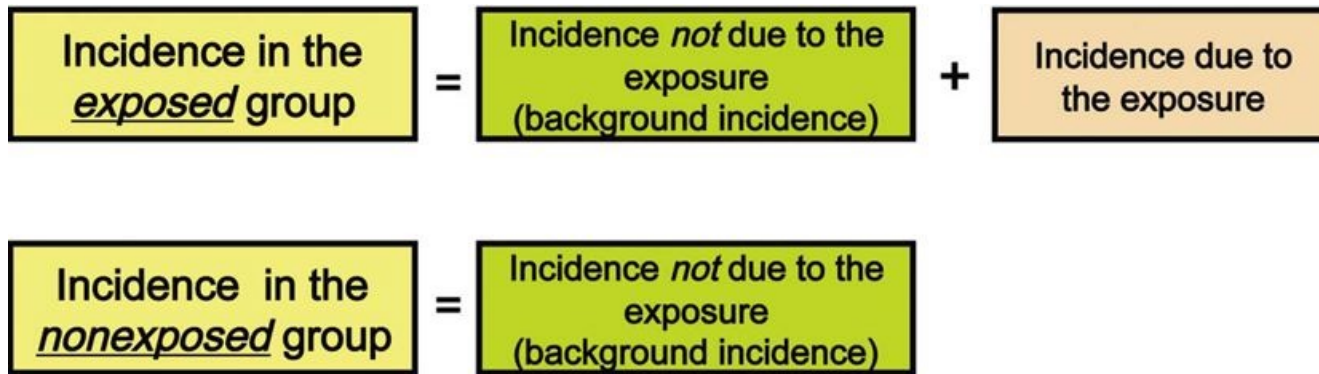 Incidence in the
exposed group
=
Incidence not due to the
exposure
(background incidence)
+
Incidence due to
the exposure
Incidence in the
nonexposed group
=
Incidence not due to the
exposure
(background incidence)